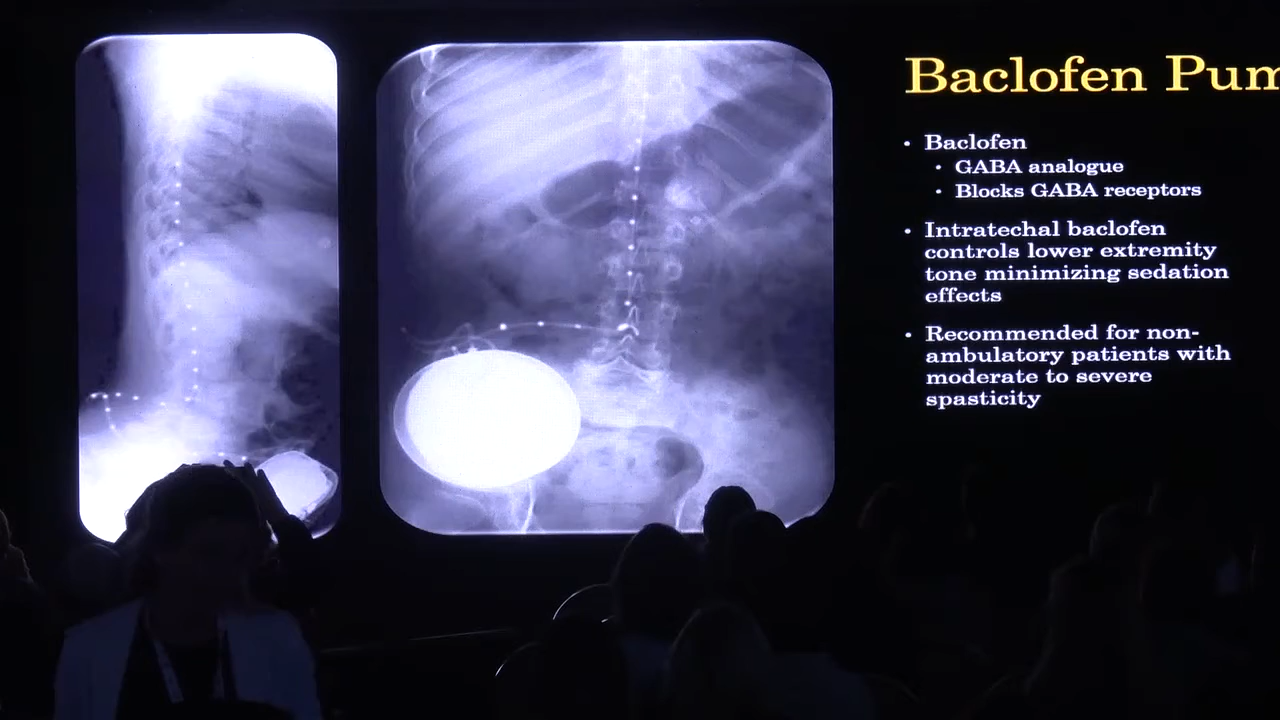 Baclofen Pum
• Baclofen
• GABA analogue
• Blocks GABA receptors
• Intratechal baclofen
controls lower extremity
tone minimizing sedation
effects
• Recommended for non-
ambulatory patients with
moderate to severe
spasticity